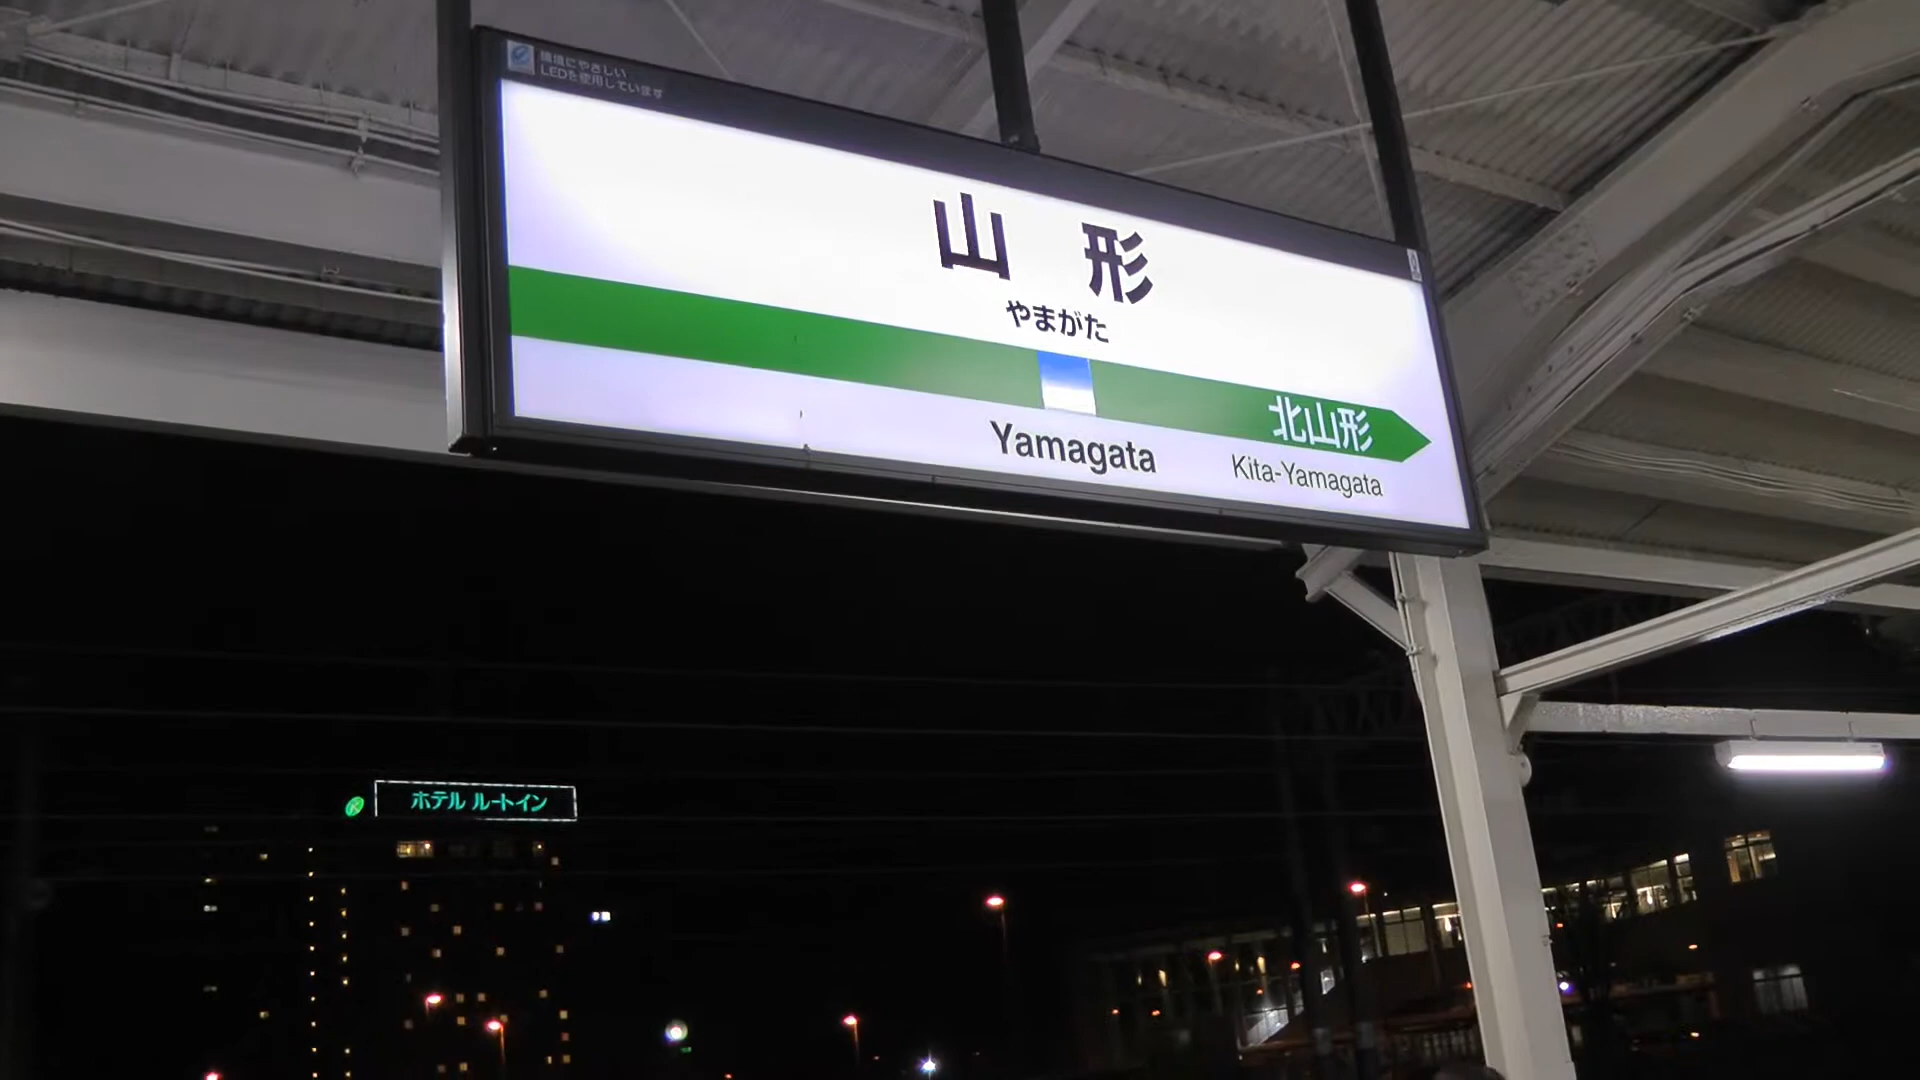 環境にやさしい
LEDを使用しています
山形
やまがた
北山形
Yamagata
Kita-Yamagata
ホテル ルートイン